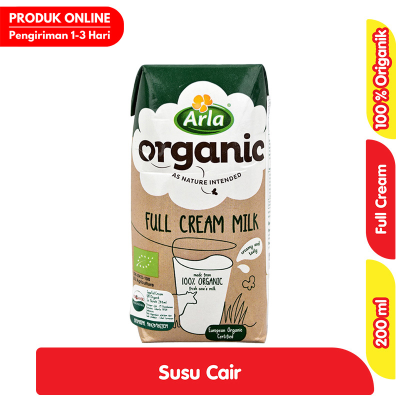 PRODUK ONLINE
Pengiriman 1-3 Hari
Arla
organic
AS NATURE INTENDED
FULL CREAM MILK
creamy and tasty
made from
100% ORGANIC
fresh cow's milk
European Organic
Certified
100 % Origanik
Full Cream
200 ml
Susu Cair